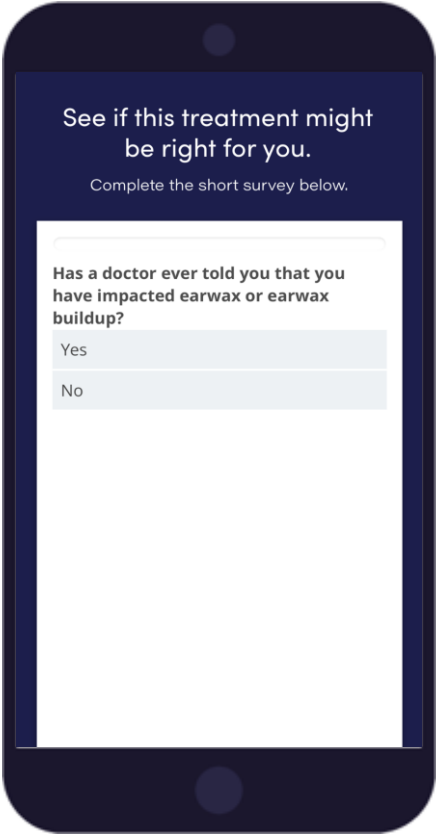 See if this treatment might
be right for you.
Complete the short survey below.
Has a doctor ever told you that you
have impacted earwax or earwax
buildup?
Yes
No